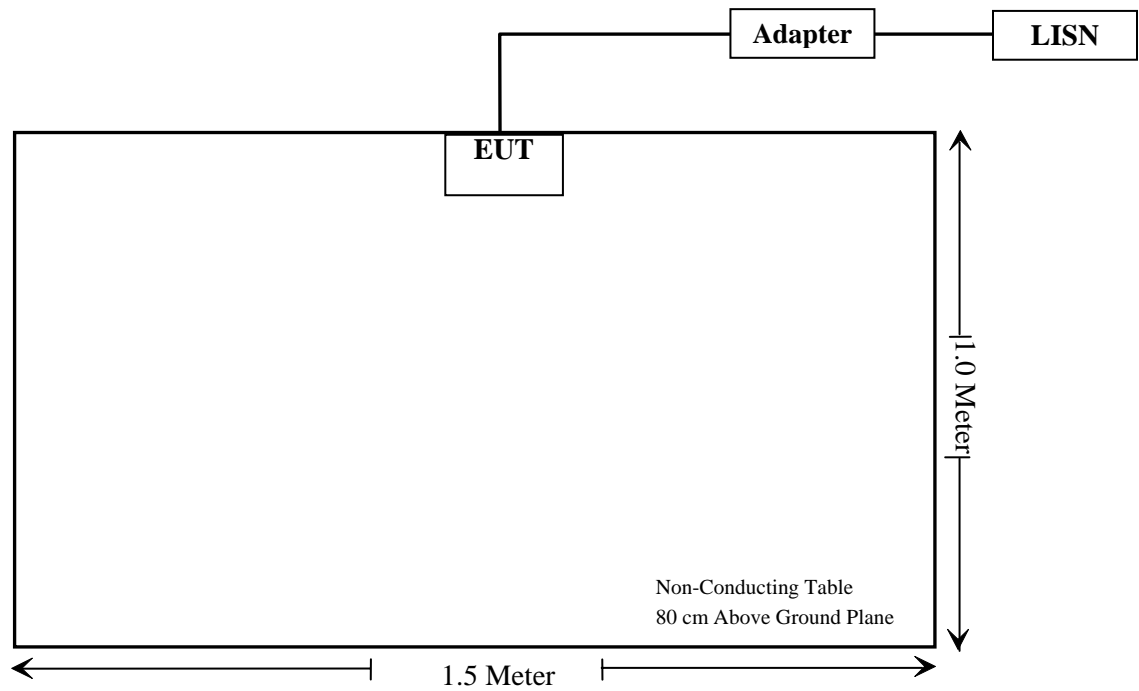 Adapter
LISN
EUT
1.0 Meter
Non-Conducting Table
80 cm Above Ground Plane
1.5 Meter